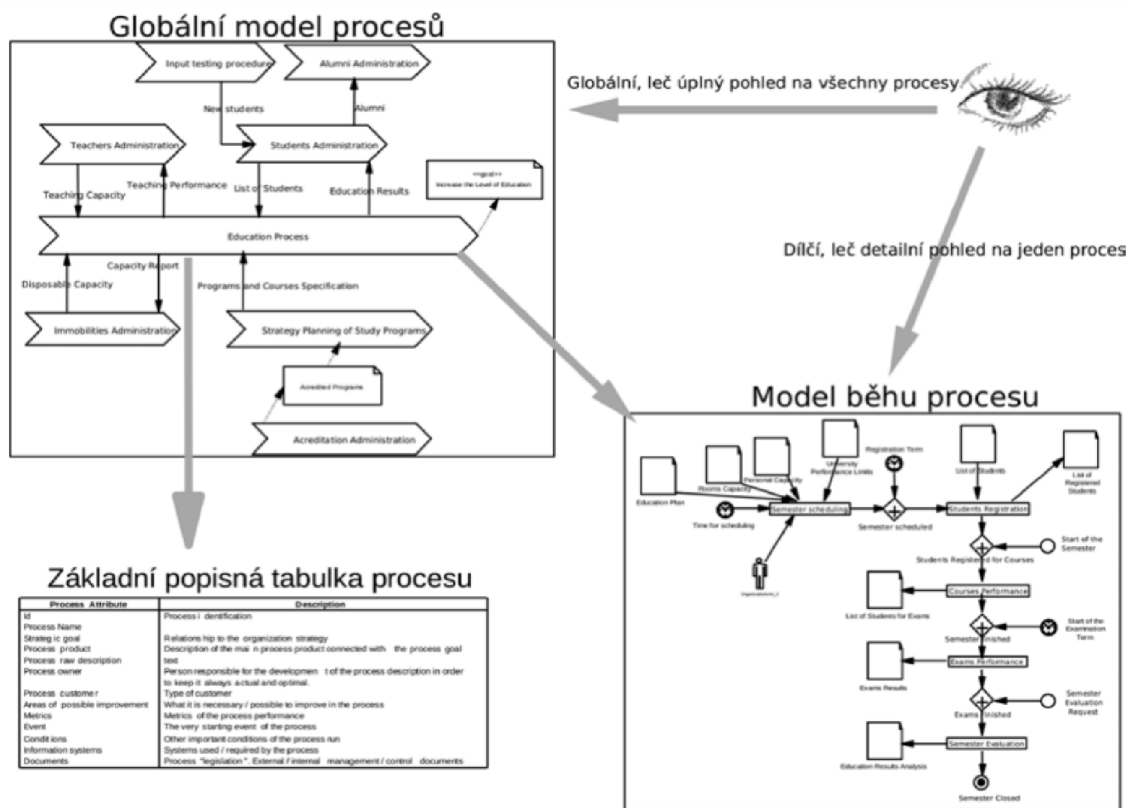 Globální model procesů
Input testing procedure
Alumni Administration
New students
Alumni
Teachers Administration
Students Administration
<<goal>>
Increase the Level of Education
Teaching Capacity
Teaching Performance
List of Students
Education Results
Education Process
Capacity Report
Disposable Capacity
Programs and Courses Specification
Immobilities Administration
Strategy Planning of Study Programs
Acredited Programs
Acreditation Administration
Globální, leč úplný pohled na všechny procesy
Dílčí, leč detailní pohled na jeden proces
Model běhu procesu
Registration Term
University
Performance Limits
List of Students
List of
Registered
Students
Personal Capacity
Rooms Capacity
Education Plan
Time for scheduling
Semester scheduling
Semester scheduled
Students Registration
Start of the
Semester
Students Registered for Courses
Courses Performance
List of Students for Exams
Start of the
Examination
Term
Semester finished
Exams Performance
Exams Results
Semester
Evaluation
Request
Exams finished
Semester Evaluation
Education Results Analysis
Semester Closed
Základní popisná tabulka procesu
Process Attribute Description
Id Process i dentification
Process Name
Strateg ic goal Relations hip to the organization strategy
Process product Description of the mai n process product connected with the process goal
Process raw description text
Process owner Person responsible for the developmen t of the process description in order
to keep it always actual and optimal.
Process customer Type of customer
Areas of possible improvement What it is necessary / possible to improve in the process
Metrics Metrics of the process performance
Event The very starting event of the process
Conditions Other important conditions of the process run
Information systems Systems used / required by the process
Documents Process "legislation". External / internal management / control documents